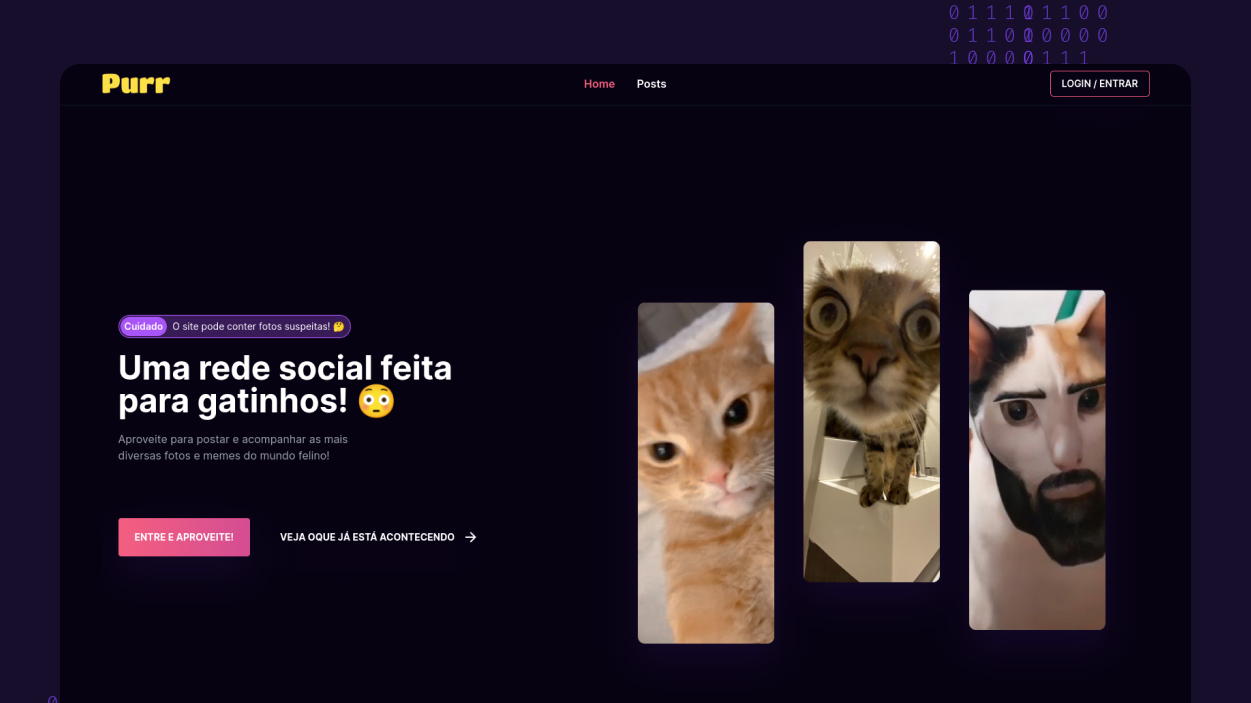 0 1 1 1 0 1 1 0 0
0 1 1 0 0 0 0 0
1 0 0 0 0 1 1 1
Purr
Home
Posts
LOGIN / ENTRAR
Cuidado O site pode conter fotos suspeitas! 🤔
Uma rede social feita
para gatinhos! 😳
Aproveite para postar e acompanhar as mais
diversas fotos e memes do mundo felino!
ENTRE E APROVEITE!
VEJA OQUE JÁ ESTÁ ACONTECENDO →
0